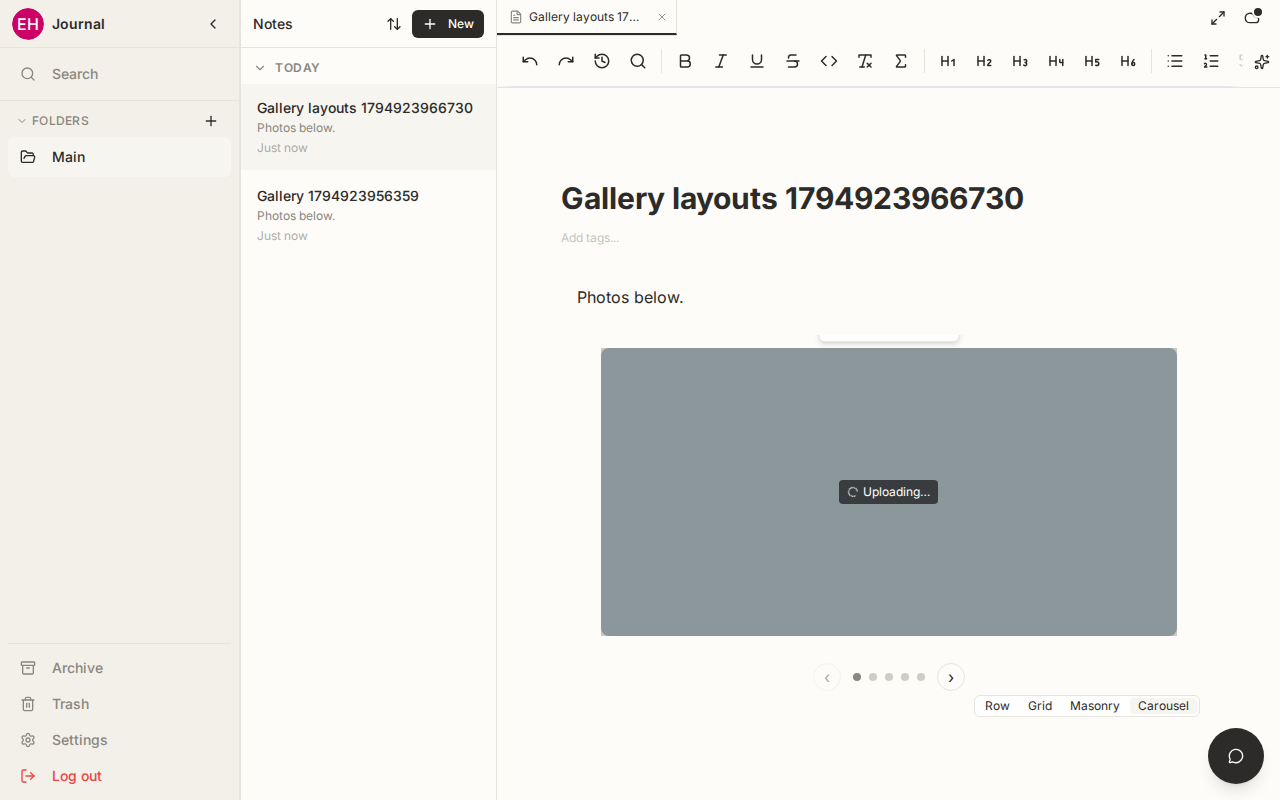 EH Journal
Search
FOLDERS
Main
Archive
Trash
Settings
Log out
Notes
New
TODAY
Gallery layouts 1794923966730
Photos below.
Just now
Gallery 1794923956359
Photos below.
Just now
Gallery layouts 17...
H1 H2 H3 H4 H5 H6
Gallery layouts 1794923966730
Add tags...
Photos below.
Uploading...
Row Grid Masonry Carousel